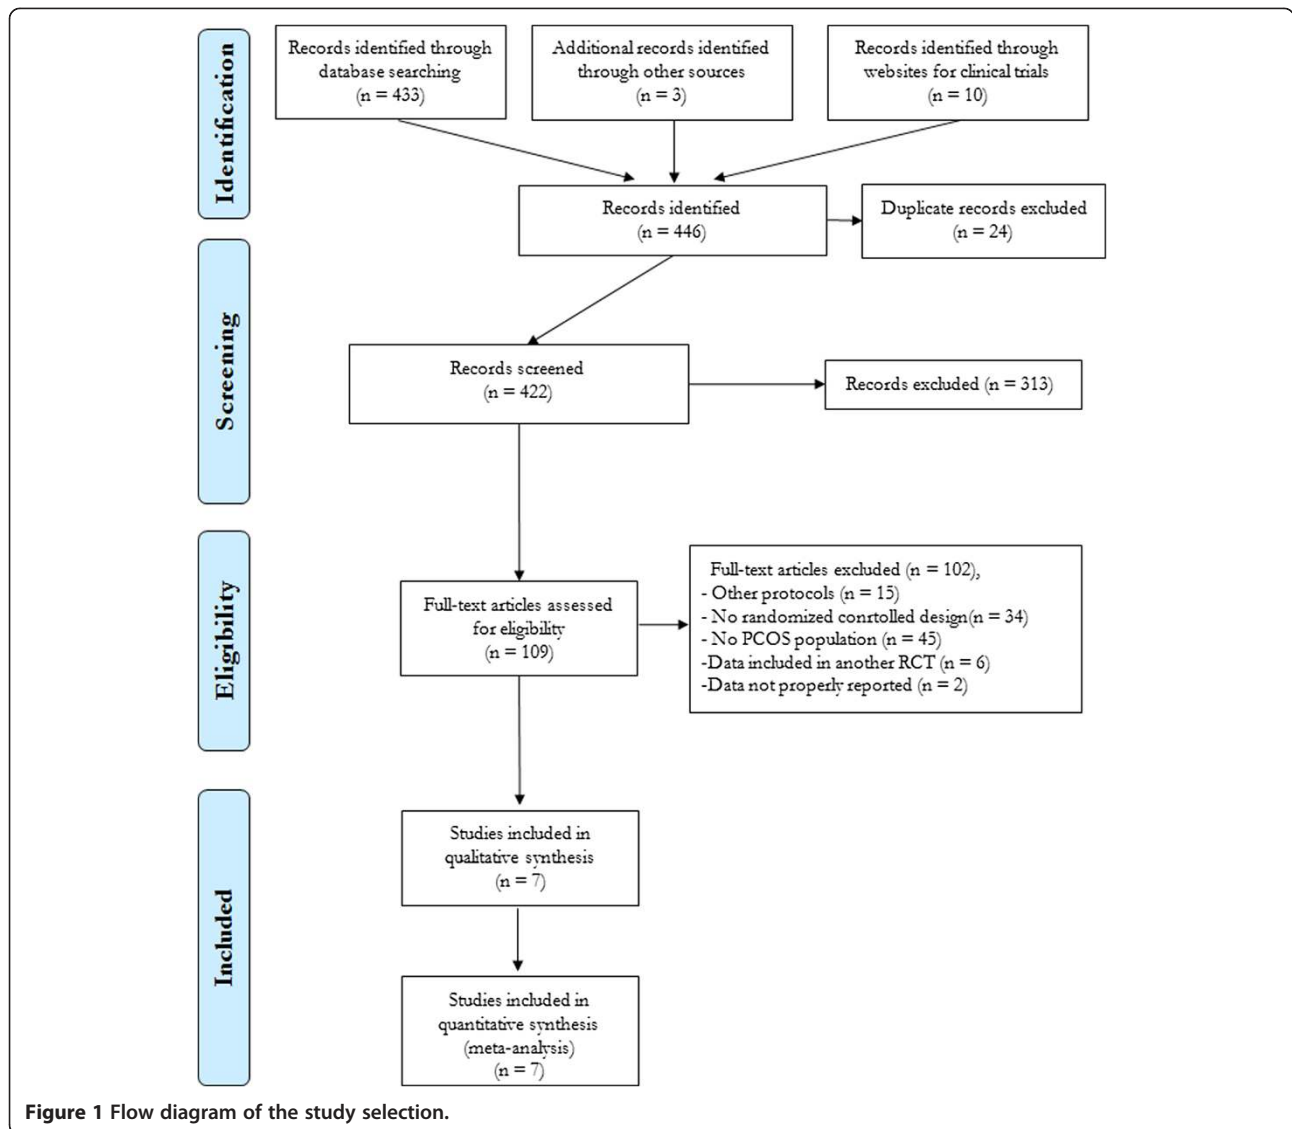 Identification
Records identified through
database searching
(n = 433)
Additional records identified
through other sources
(n = 3)
Records identified through
websites for clinical trials
(n = 10)
Records identified
(n = 446)
Duplicate records excluded
(n = 24)
Screening
Records screened
(n = 422)
Records excluded (n = 313)
Eligibility
Full-text articles assessed
for eligibility
(n = 109)
Full-text articles excluded (n = 102),
- Other protocols (n = 15)
- No randomized conrtolled design(n = 34)
- No PCOS population (n = 45)
-Data included in another RCT (n = 6)
-Data not properly reported (n = 2)
Included
Studies included in
qualitative synthesis
(n = 7)
Studies included in
quantitative synthesis
(meta-analysis)
(n = 7)
Figure 1 Flow diagram of the study selection.